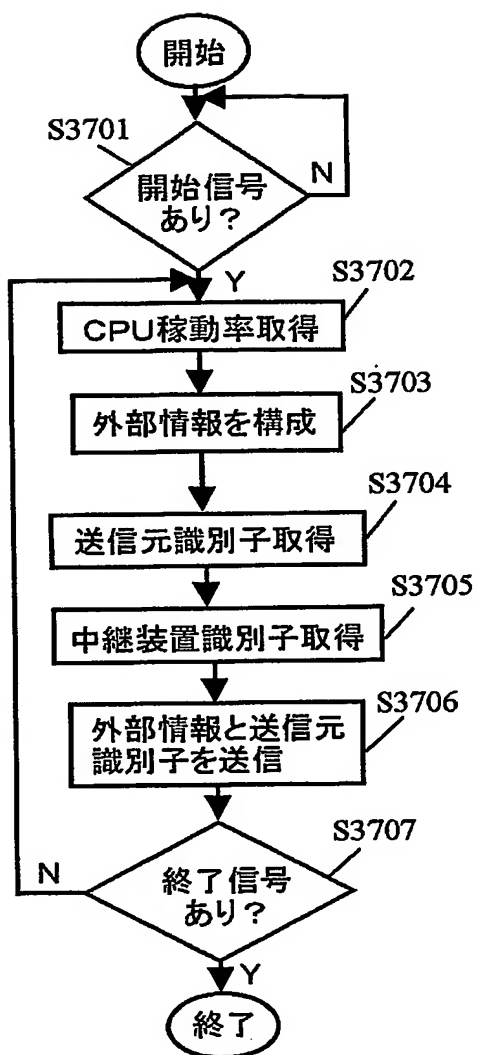 開始
S3701
開始信号
あり?
N
Y
S3702
CPU稼動率取得
S3703
外部情報を構成
S3704
送信元識別子取得
S3705
中継装置識別子取得
S3706
外部情報と送信元
識別子を送信
S3707
終了信号
あり?
N
Y
終了